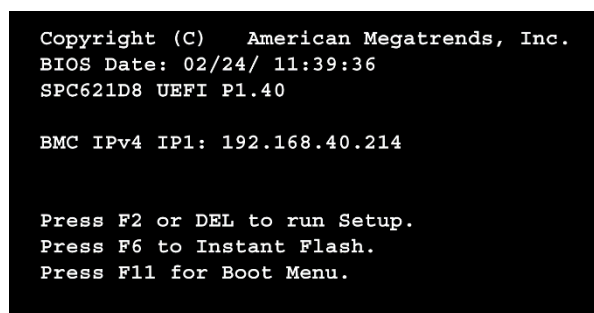 Copyright (C) American Megatrends, Inc.
BIOS Date: 02/24/ 11:39:36
SPC621D8 UEFI P1.40
BMC IPv4 IP1: 192.168.40.214
Press F2 or DEL to run Setup.
Press F6 to Instant Flash.
Press F11 for Boot Menu.